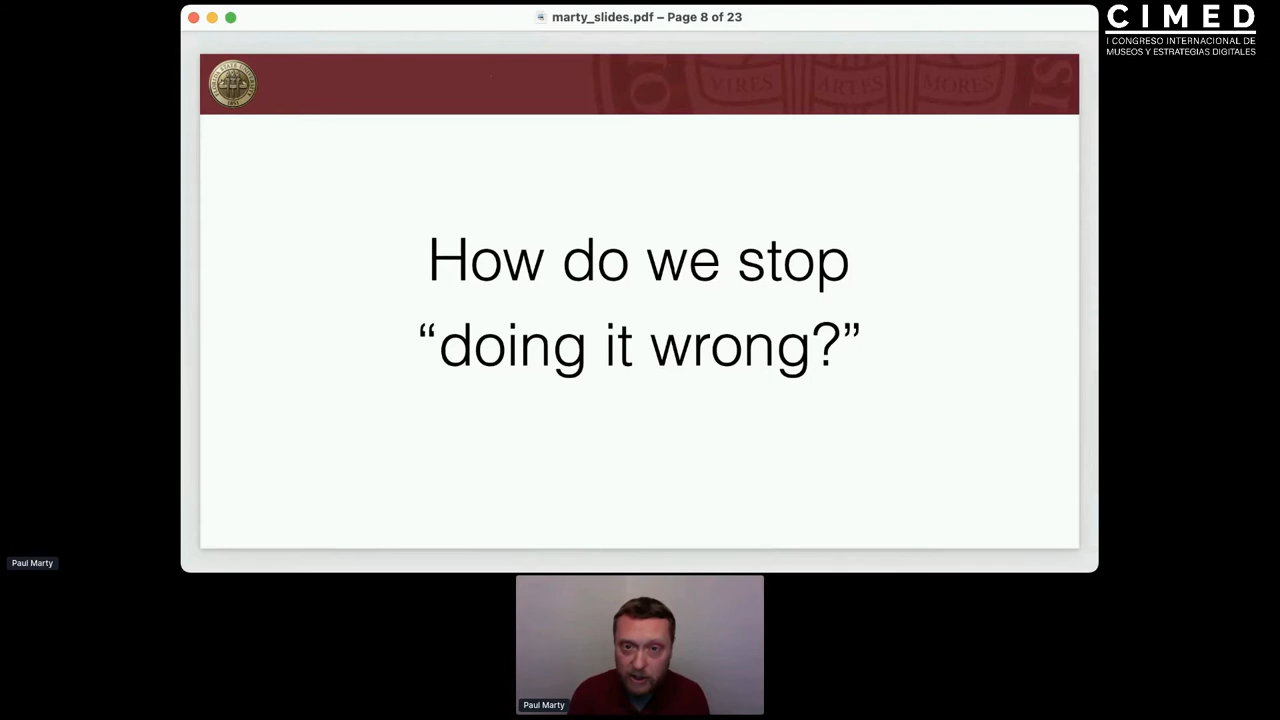 marty_slides.pdf – Page 8 of 23
CIMED
I CONGRESO INTERNACIONAL DE
MUSEOS Y ESTRATEGIAS DIGITALES
VIRES ARTES MORES
How do we stop
“doing it wrong?”
Paul Marty
Paul Marty